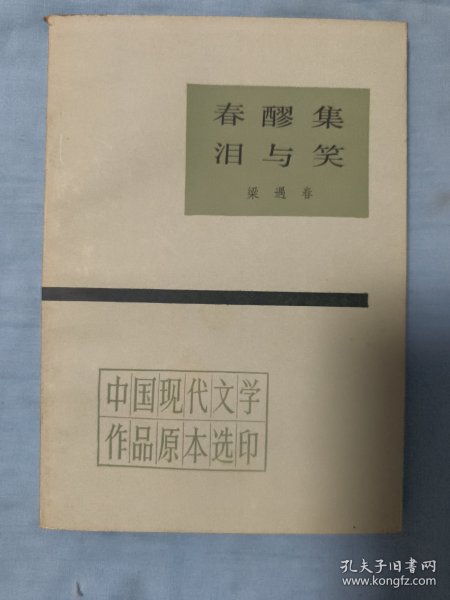 春醪集
泪与笑
梁遇春
中国现代文学
作品原本选印
孔夫子旧书网
www.kongfz.com